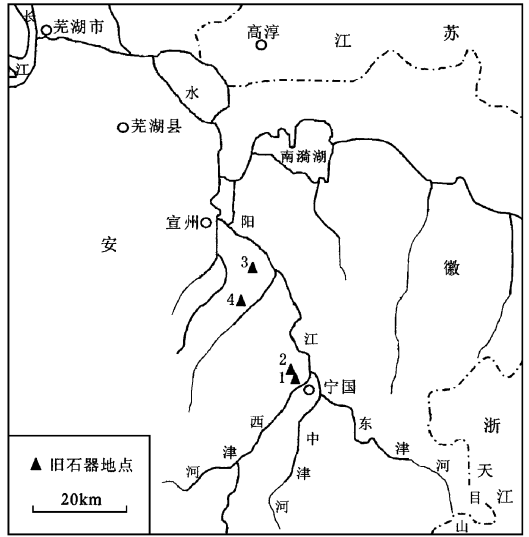 长江
芜湖市
高淳
江苏
芜湖县
水阳江
南漪湖
宣州
安徽
3
4
2
1
宁国
西津河
中津河
东津河
浙江
天目山
旧石器地点
20km